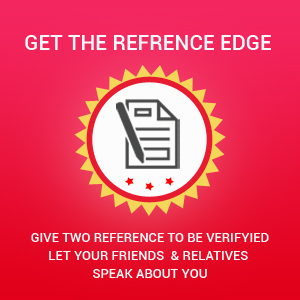 GET THE REFRENCE EDGE
GIVE TWO REFERENCE TO BE VERIFYIED
LET YOUR FRIENDS & RELATIVES
SPEAK ABOUT YOU